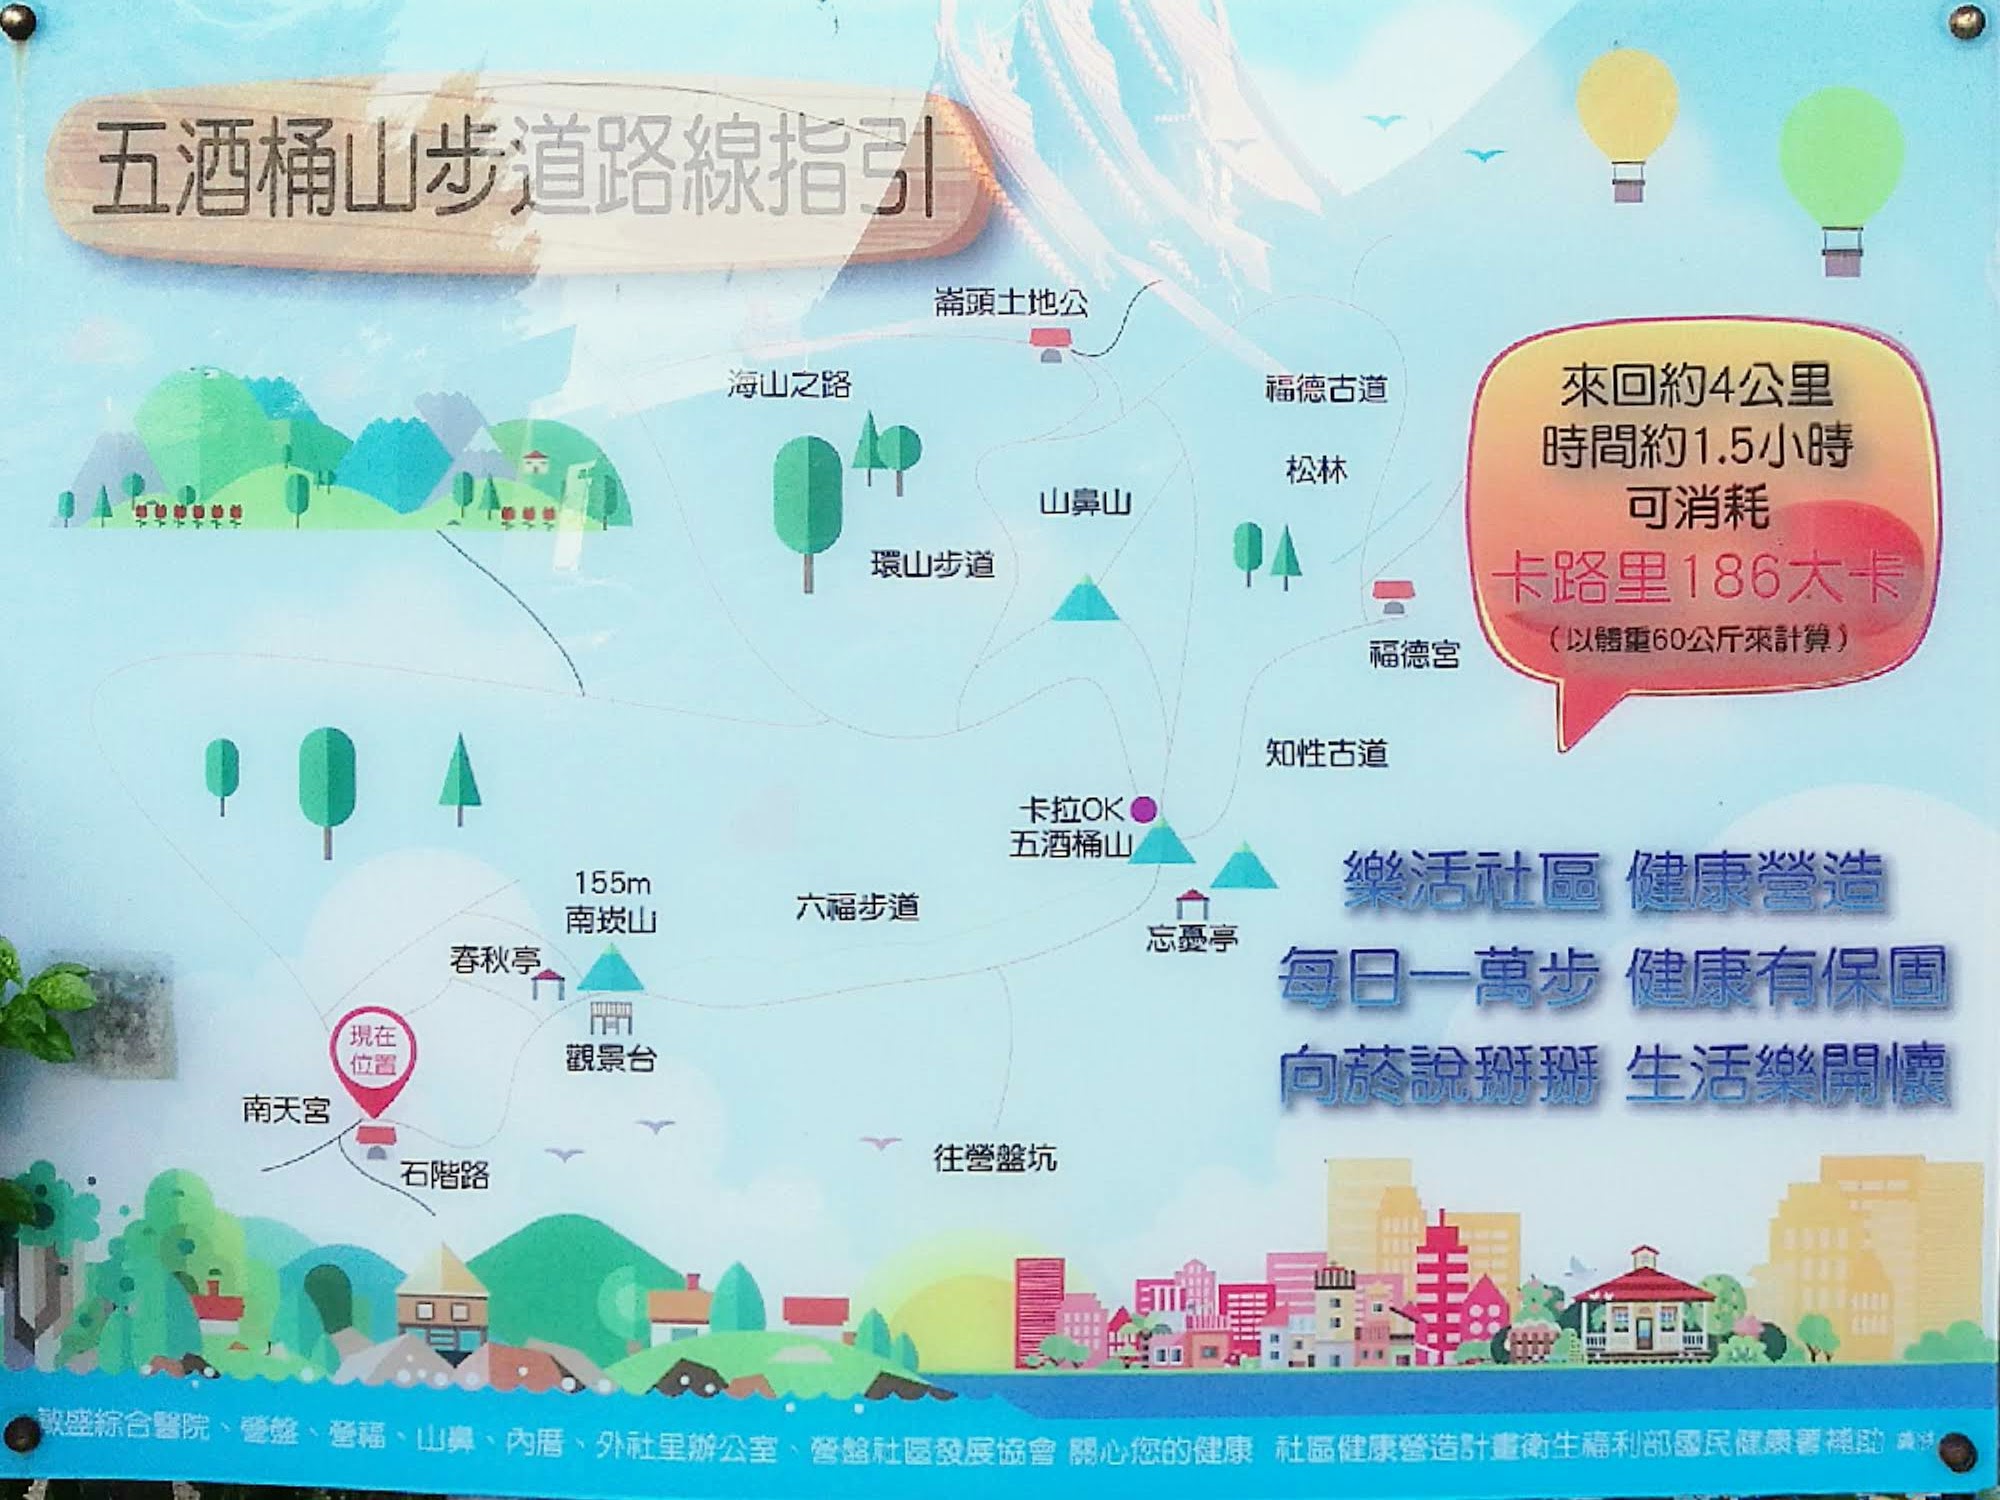 五酒桶山步道路線指引
崙頭土地公
海山之路
福德古道
松林
山鼻山
環山步道
福德宮
來回約4公里
時間約1.5小時
可消耗
卡路里186大卡
（以體重60公斤來計算）
知性古道
卡拉OK
五酒桶山
155m
南崁山
六福步道
忘憂亭
春秋亭
觀景台
現在
位置
南天宮
石階路
往營盤坑
樂活社區 健康營造
每日一萬步 健康有保固
向菸說掰掰 生活樂開懷
敏盛綜合醫院、營盤、營福、山鼻、內厝、外社里辦公室、營盤社區發展協會 關心您的健康 社區健康營造計畫衛生福利部國民健康署補助